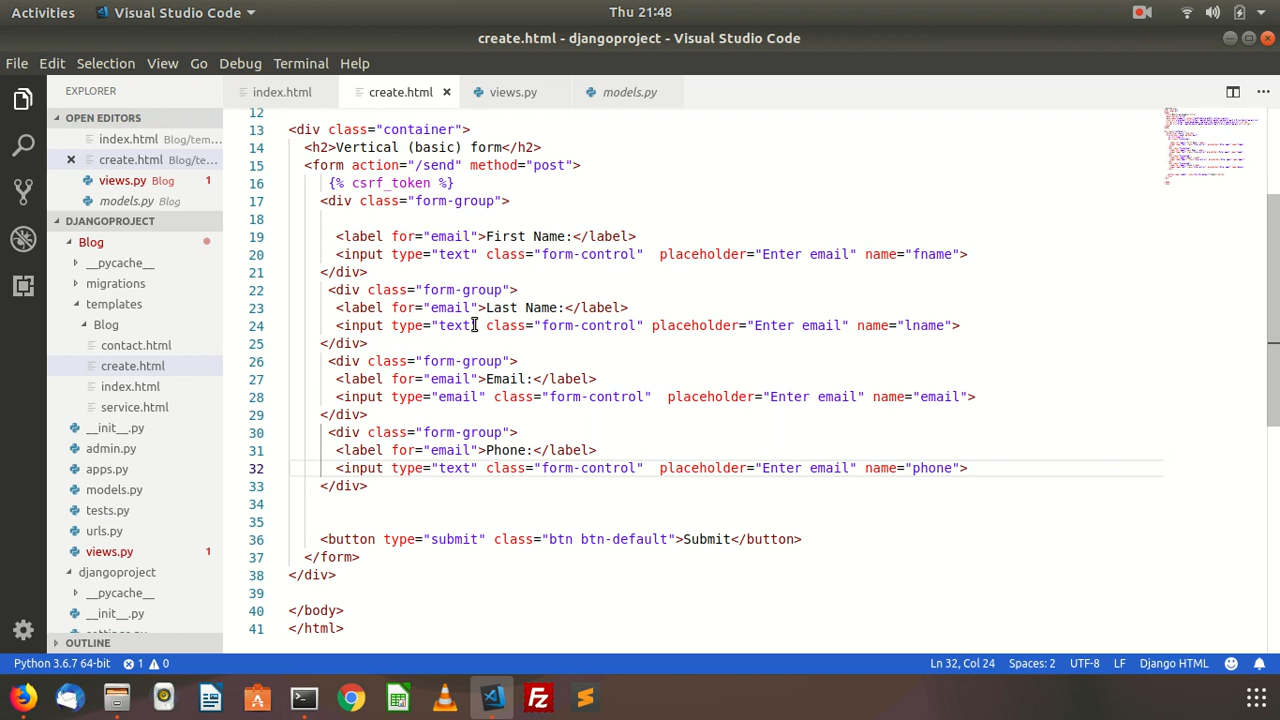 Activities Visual Studio Code Thu 21:48
create.html - djangoproject - Visual Studio Code
File Edit Selection View Go Debug Terminal Help
EXPLORER
OPEN EDITORS
index.html Blog/tem...
create.html Blog/te...
views.py Blog 1
models.py Blog
DJANGOPROJECT
Blog
__pycache__
migrations
templates
Blog
contact.html
create.html
index.html
service.html
__init__.py
admin.py
apps.py
models.py
tests.py
urls.py
views.py 1
djangoproject
__pycache__
__init__.py
OUTLINE
index.html create.html views.py models.py
12
13 <div class="container">
14 <h2>Vertical (basic) form</h2>
15 <form action="/send" method="post">
16 {% csrf_token %}
17 <div class="form-group">
18
19 <label for="email">First Name:</label>
20 <input type="text" class="form-control"  placeholder="Enter email" name="fname">
21 </div>
22 <div class="form-group">
23 <label for="email">Last Name:</label>
24 <input type="text" class="form-control" placeholder="Enter email" name="lname">
25 </div>
26 <div class="form-group">
27 <label for="email">Email:</label>
28 <input type="email" class="form-control"  placeholder="Enter email" name="email">
29 </div>
30 <div class="form-group">
31 <label for="email">Phone:</label>
32 <input type="text" class="form-control"  placeholder="Enter email" name="phone">
33 </div>
34
35
36 <button type="submit" class="btn btn-default">Submit</button>
37 </form>
38 </div>
39
40 </body>
41 </html>
Python 3.6.7 64-bit 1 0 Ln 32, Col 24 Spaces: 2 UTF-8 LF Django HTML